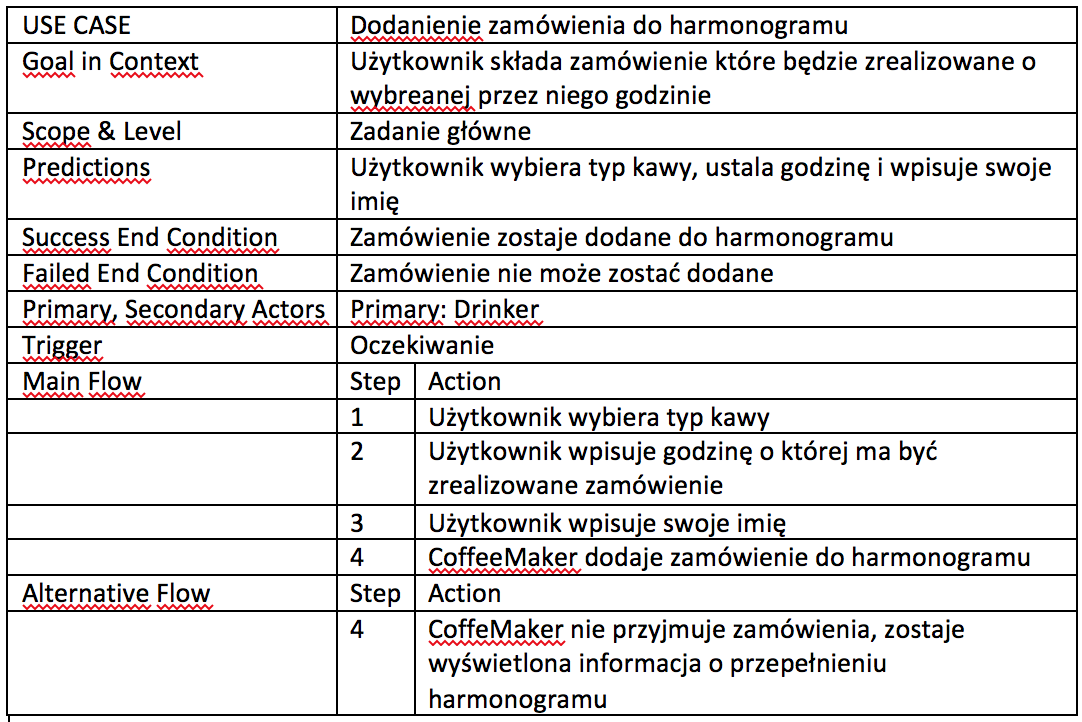 USE CASE Dodanienie zamówienia do harmonogramu
Goal in Context Użytkownik składa zamówienie które będzie zrealizowane o
wybreanej przez niego godzinie
Scope & Level Zadanie główne
Predictions Użytkownik wybiera typ kawy, ustala godzinę i wpisuje swoje
imię
Success End Condition Zamówienie zostaje dodane do harmonogramu
Failed End Condition Zamówienie nie może zostać dodane
Primary, Secondary Actors Primary: Drinker
Trigger Oczekiwanie
Main Flow Step Action
1 Użytkownik wybiera typ kawy
2 Użytkownik wpisuje godzinę o której ma być
zrealizowane zamówienie
3 Użytkownik wpisuje swoje imię
4 CoffeeMaker dodaje zamówienie do harmonogramu
Alternative Flow Step Action
4 CoffeMaker nie przyjmuje zamówienia, zostaje
wyświetlona informacja o przepełnieniu
harmonogramu